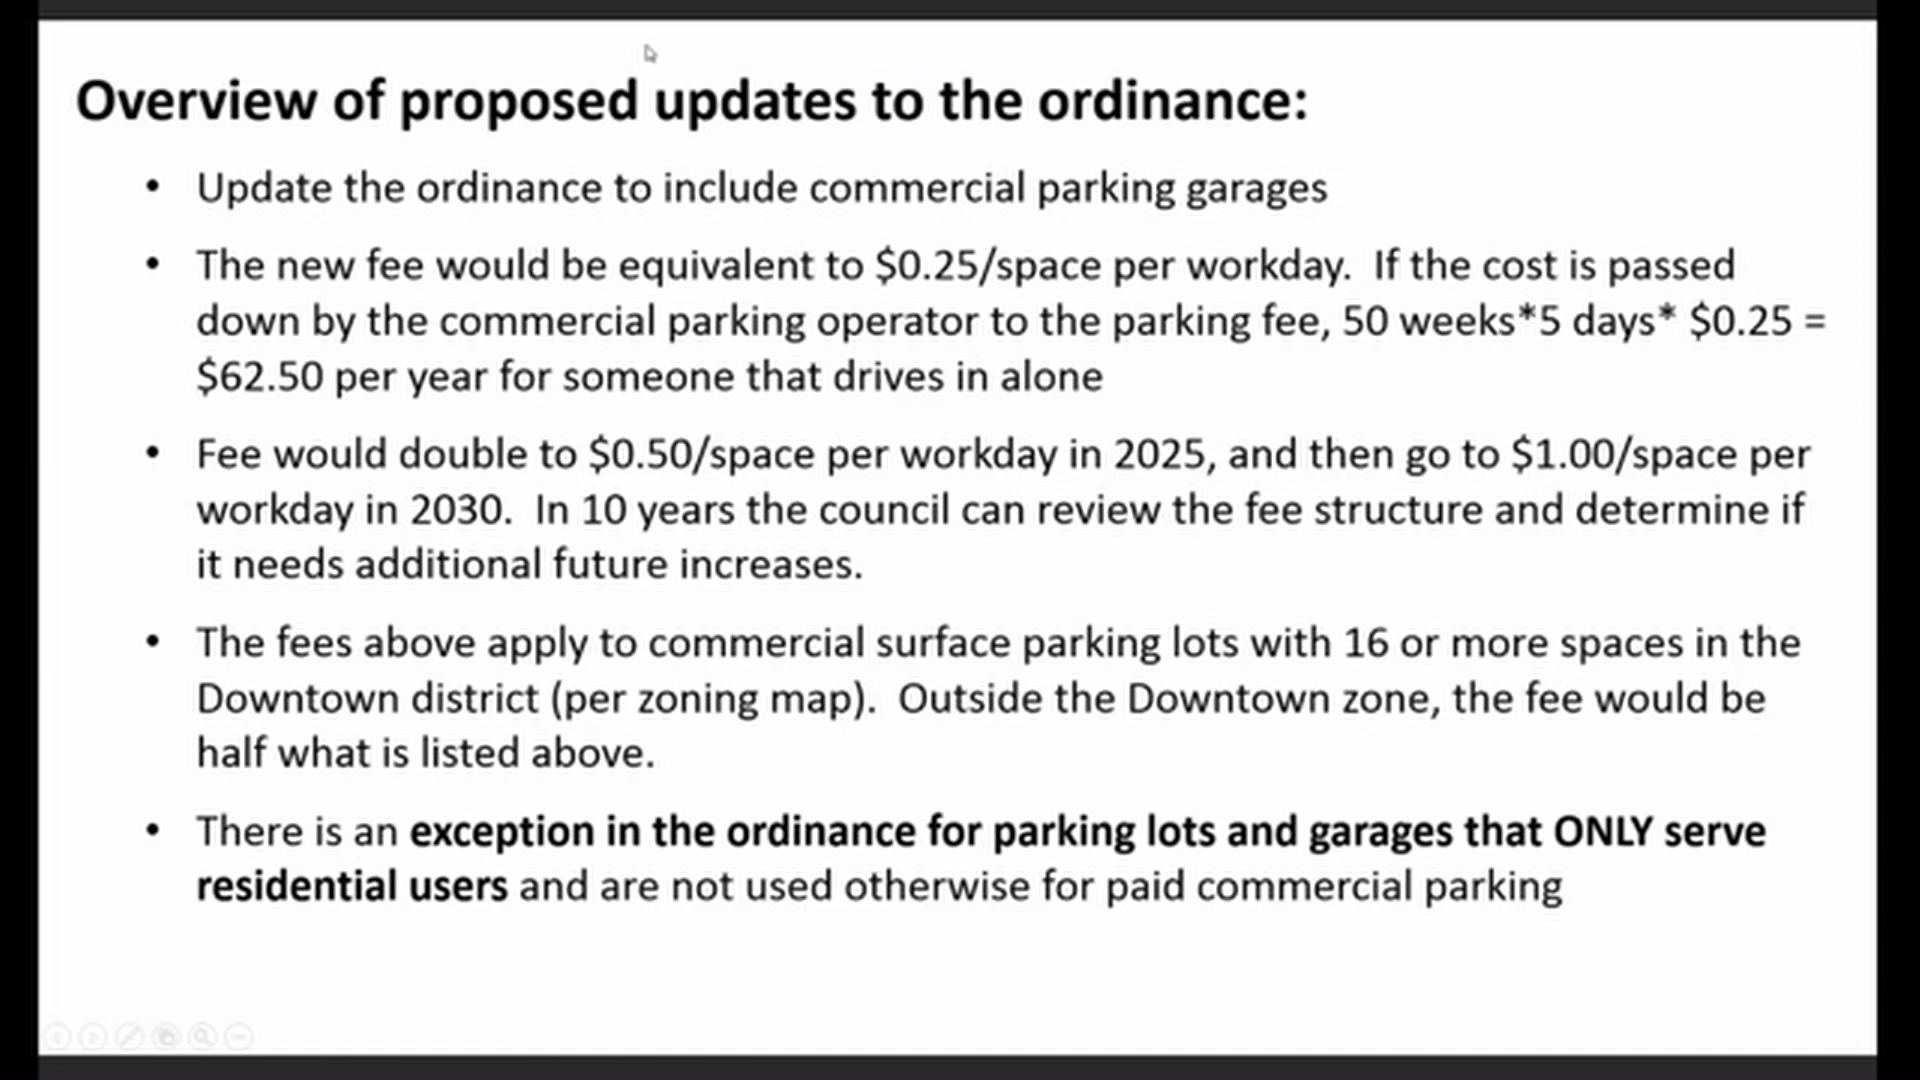 Overview of proposed updates to the ordinance:
• Update the ordinance to include commercial parking garages
• The new fee would be equivalent to $0.25/space per workday.  If the cost is passed
down by the commercial parking operator to the parking fee, 50 weeks*5 days* $0.25 =
$62.50 per year for someone that drives in alone
• Fee would double to $0.50/space per workday in 2025, and then go to $1.00/space per
workday in 2030.  In 10 years the council can review the fee structure and determine if
it needs additional future increases.
• The fees above apply to commercial surface parking lots with 16 or more spaces in the
Downtown district (per zoning map).  Outside the Downtown zone, the fee would be
half what is listed above.
• There is an exception in the ordinance for parking lots and garages that ONLY serve
residential users and are not used otherwise for paid commercial parking